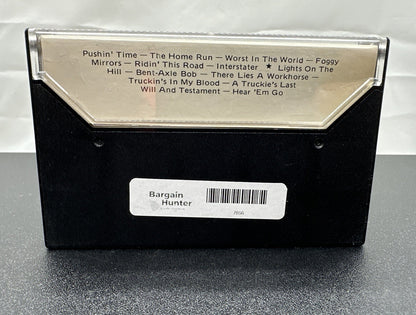 Pushin' Time — The Home Run — Worst In The World — Foggy
Mirrors — Ridin' This Road — Interstater ★ Lights On The
Hill — Bent-Axle Bob — There Lies A Workhorse —
Truckin's In My Blood — A Truckie's Last
Will And Testament — Hear 'Em Go
Bargain
Hunter
7856